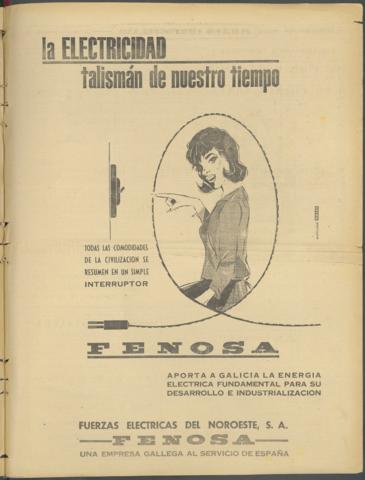 la ELECTRICIDAD
talismán de nuestro tiempo
TODAS LAS COMODIDADES
DE LA CIVILIZACION SE
RESUMEN EN UN SIMPLE
INTERRUPTOR
FENOSA
APORTA A GALICIA LA ENERGIA
ELECTRICA FUNDAMENTAL PARA SU
DESARROLLO E INDUSTRIALIZACION
FUERZAS ELECTRICAS DEL NOROESTE, S. A.
FENOSA
UNA EMPRESA GALLEGA AL SERVICIO DE ESPAÑA